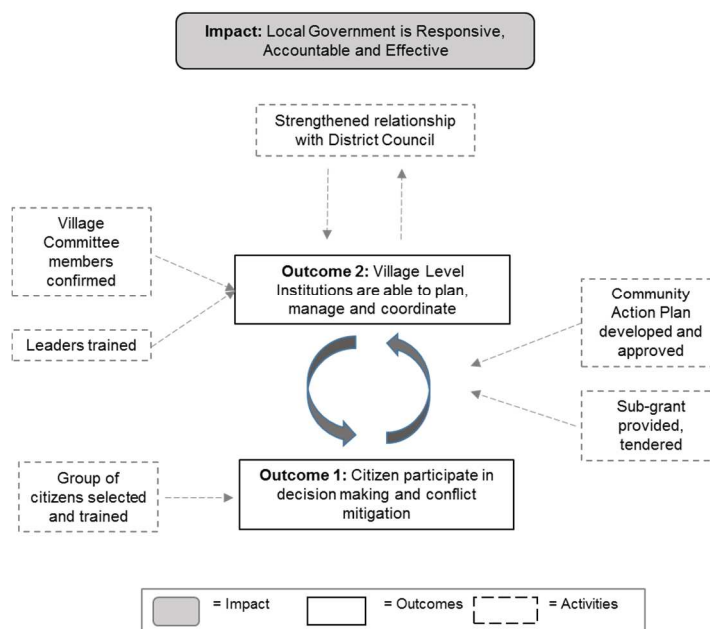 Impact: Local Government is Responsive,
Accountable and Effective
Strengthened relationship
with District Council
Village
Committee
members
confirmed
Leaders trained
Outcome 2: Village Level
Institutions are able to plan,
manage and coordinate
Community
Action Plan
developed and
approved
Sub-grant
provided,
tendered
Group of
citizens selected
and trained
Outcome 1: Citizen participate in
decision making and conflict
mitigation
= Impact
= Outcomes
= Activities